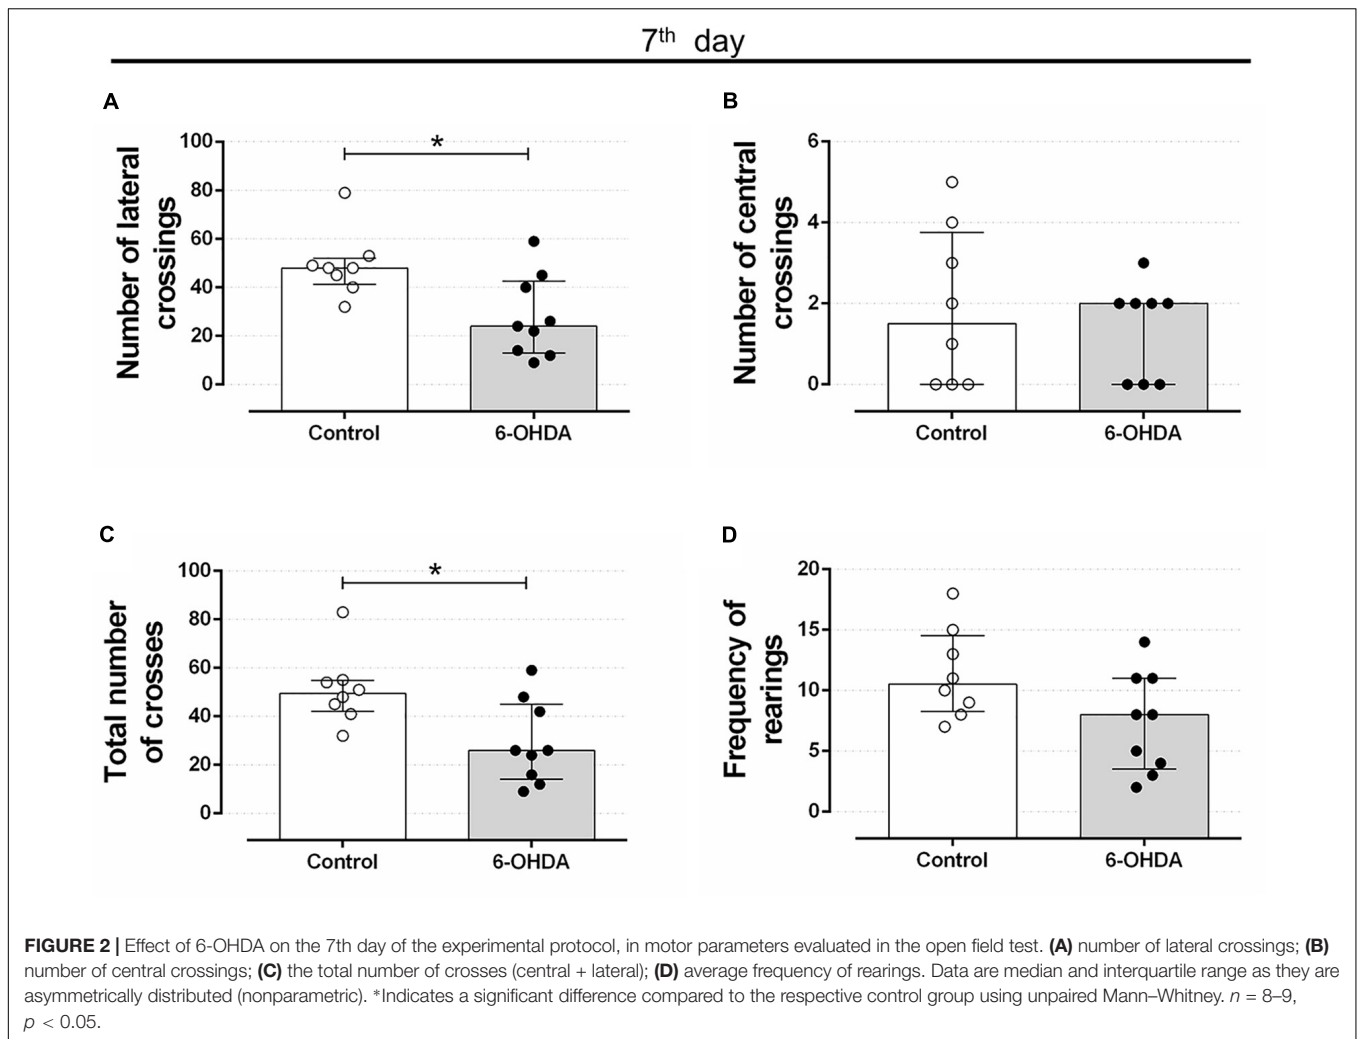 7th day
A
Number of lateral
crossings
100
80
60
40
20
0
*
Control
6-OHDA
B
Number of central
crossings
6
4
2
0
Control
6-OHDA
C
Total number
of crosses
100
80
60
40
20
0
*
Control
6-OHDA
D
Frequency of
rearings
20
15
10
5
0
Control
6-OHDA
FIGURE 2 | Effect of 6-OHDA on the 7th day of the experimental protocol, in motor parameters evaluated in the open field test. (A) number of lateral crossings; (B)
number of central crossings; (C) the total number of crosses (central + lateral); (D) average frequency of rearings. Data are median and interquartile range as they are
asymmetrically distributed (nonparametric). *Indicates a significant difference compared to the respective control group using unpaired Mann–Whitney. n = 8–9,
p < 0.05.